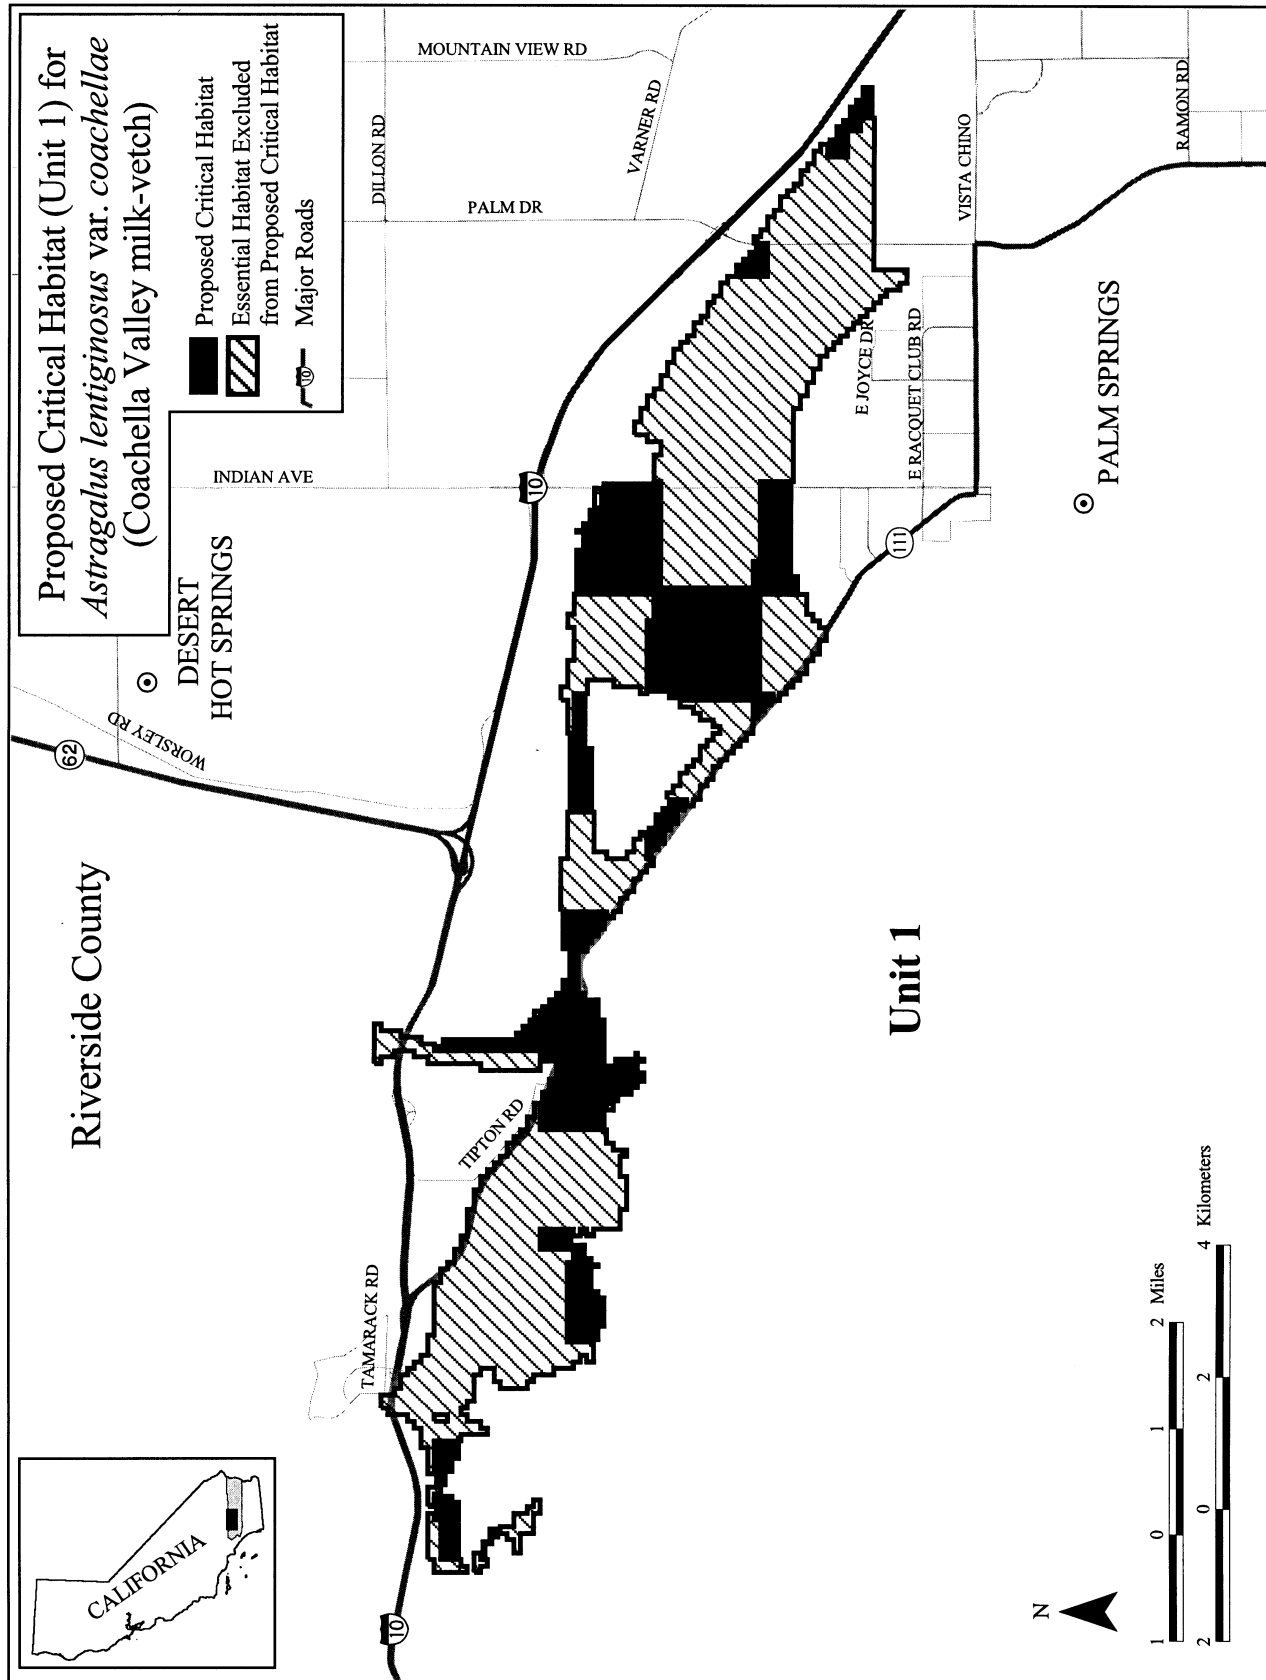 Proposed Critical Habitat (Unit 1) for
Astragalus lentiginosus var. coachellae
(Coachella Valley milk-vetch)
Proposed Critical Habitat
Essential Habitat Excluded
from Proposed Critical Habitat
10
Major Roads
CALIFORNIA
Riverside County
62
WORSLEY RD
DESERT
HOT SPRINGS
INDIAN AVE
DILLON RD
MOUNTAIN VIEW RD
PALM DR
VARNER RD
TAMARACK RD
TIPTON RD
10
10
VISTA CHINO
RAMON RD
E JOYCE DR
E RACQUET CLUB RD
111
PALM SPRINGS
Unit 1
N
1 0 1 2 Miles
2 0 2 4 Kilometers